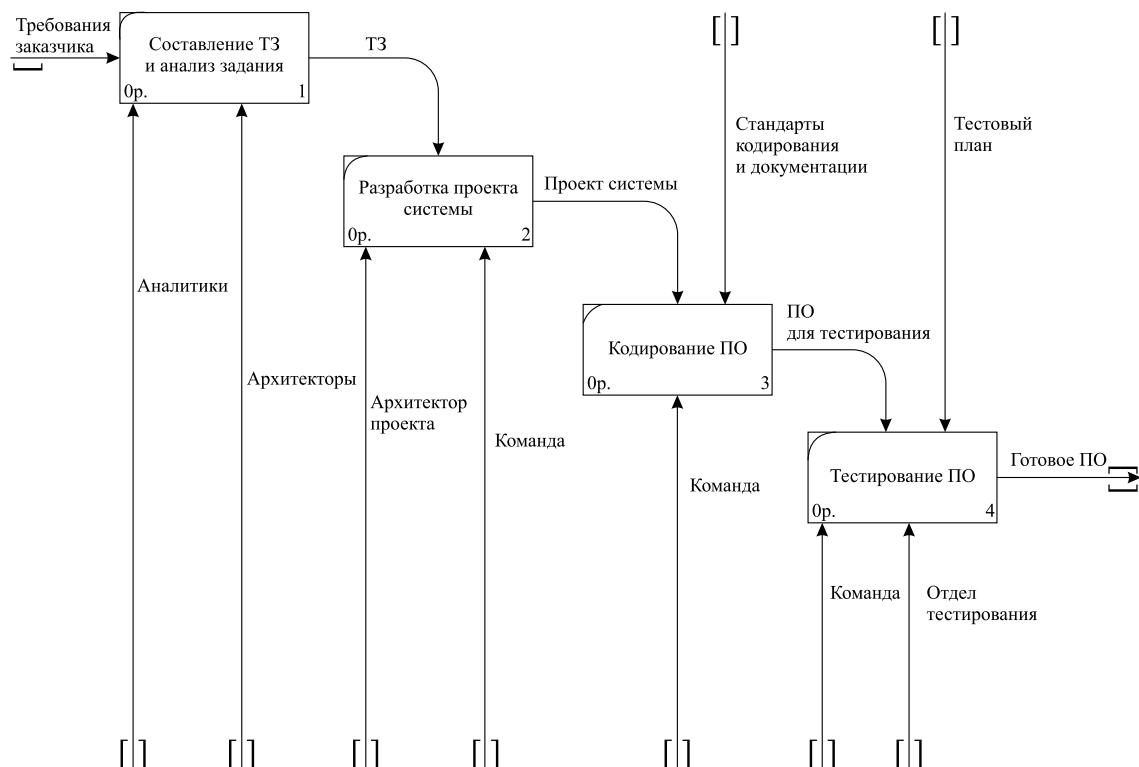 Требования
заказчика
Составление ТЗ
и анализ задания
0р.
1
ТЗ
Стандарты
кодирования
и документации
Тестовый
план
Разработка проекта
системы
0р.
2
Проект системы
Аналитики
Архитекторы
Архитектор
проекта
Команда
ПО
для тестирования
Кодирование ПО
0р.
3
Команда
Тестирование ПО
0р.
4
Готовое ПО
Команда
Отдел
тестирования